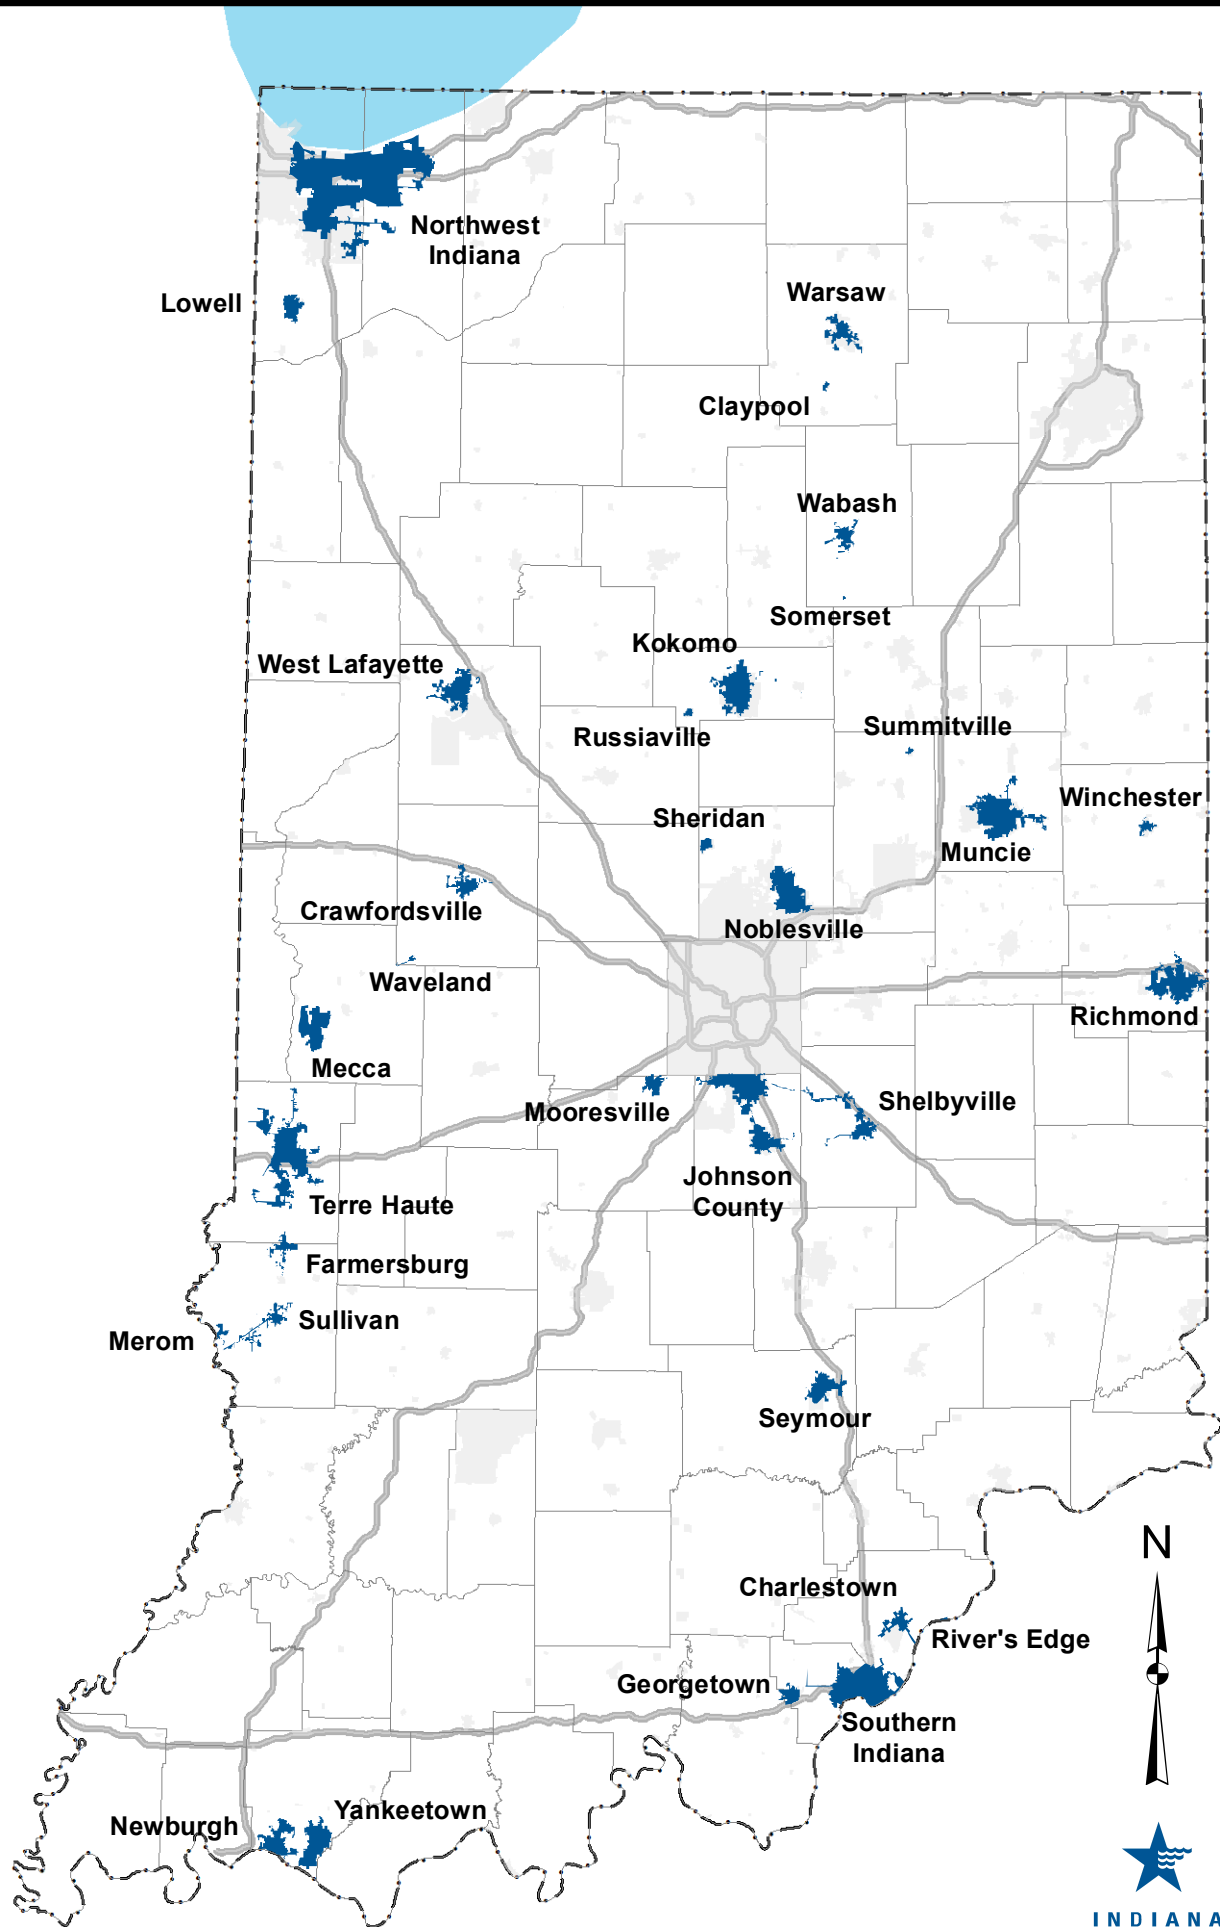 Northwest
Indiana
Lowell
Warsaw
Claypool
Wabash
Somerset
Kokomo
West Lafayette
Russiaville
Summitville
Winchester
Sheridan
Muncie
Crawfordsville
Noblesville
Waveland
Richmond
Mecca
Mooresville
Shelbyville
Johnson
County
Terre Haute
Farmersburg
Sullivan
Merom
Seymour
N
Charlestown
River's Edge
Georgetown
Southern
Indiana
Yankeetown
Newburgh
INDIANA